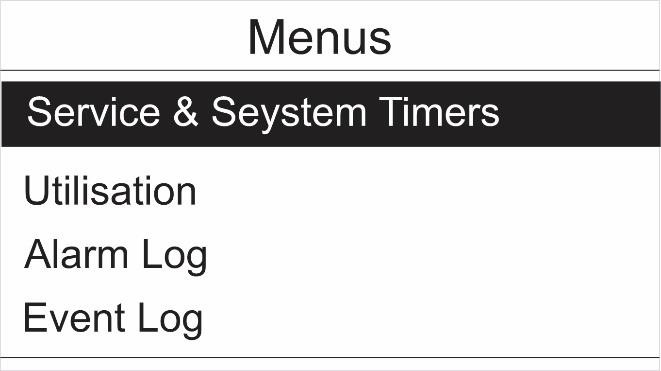 Menus
Service & Seystem Timers
Utilisation
Alarm Log
Event Log